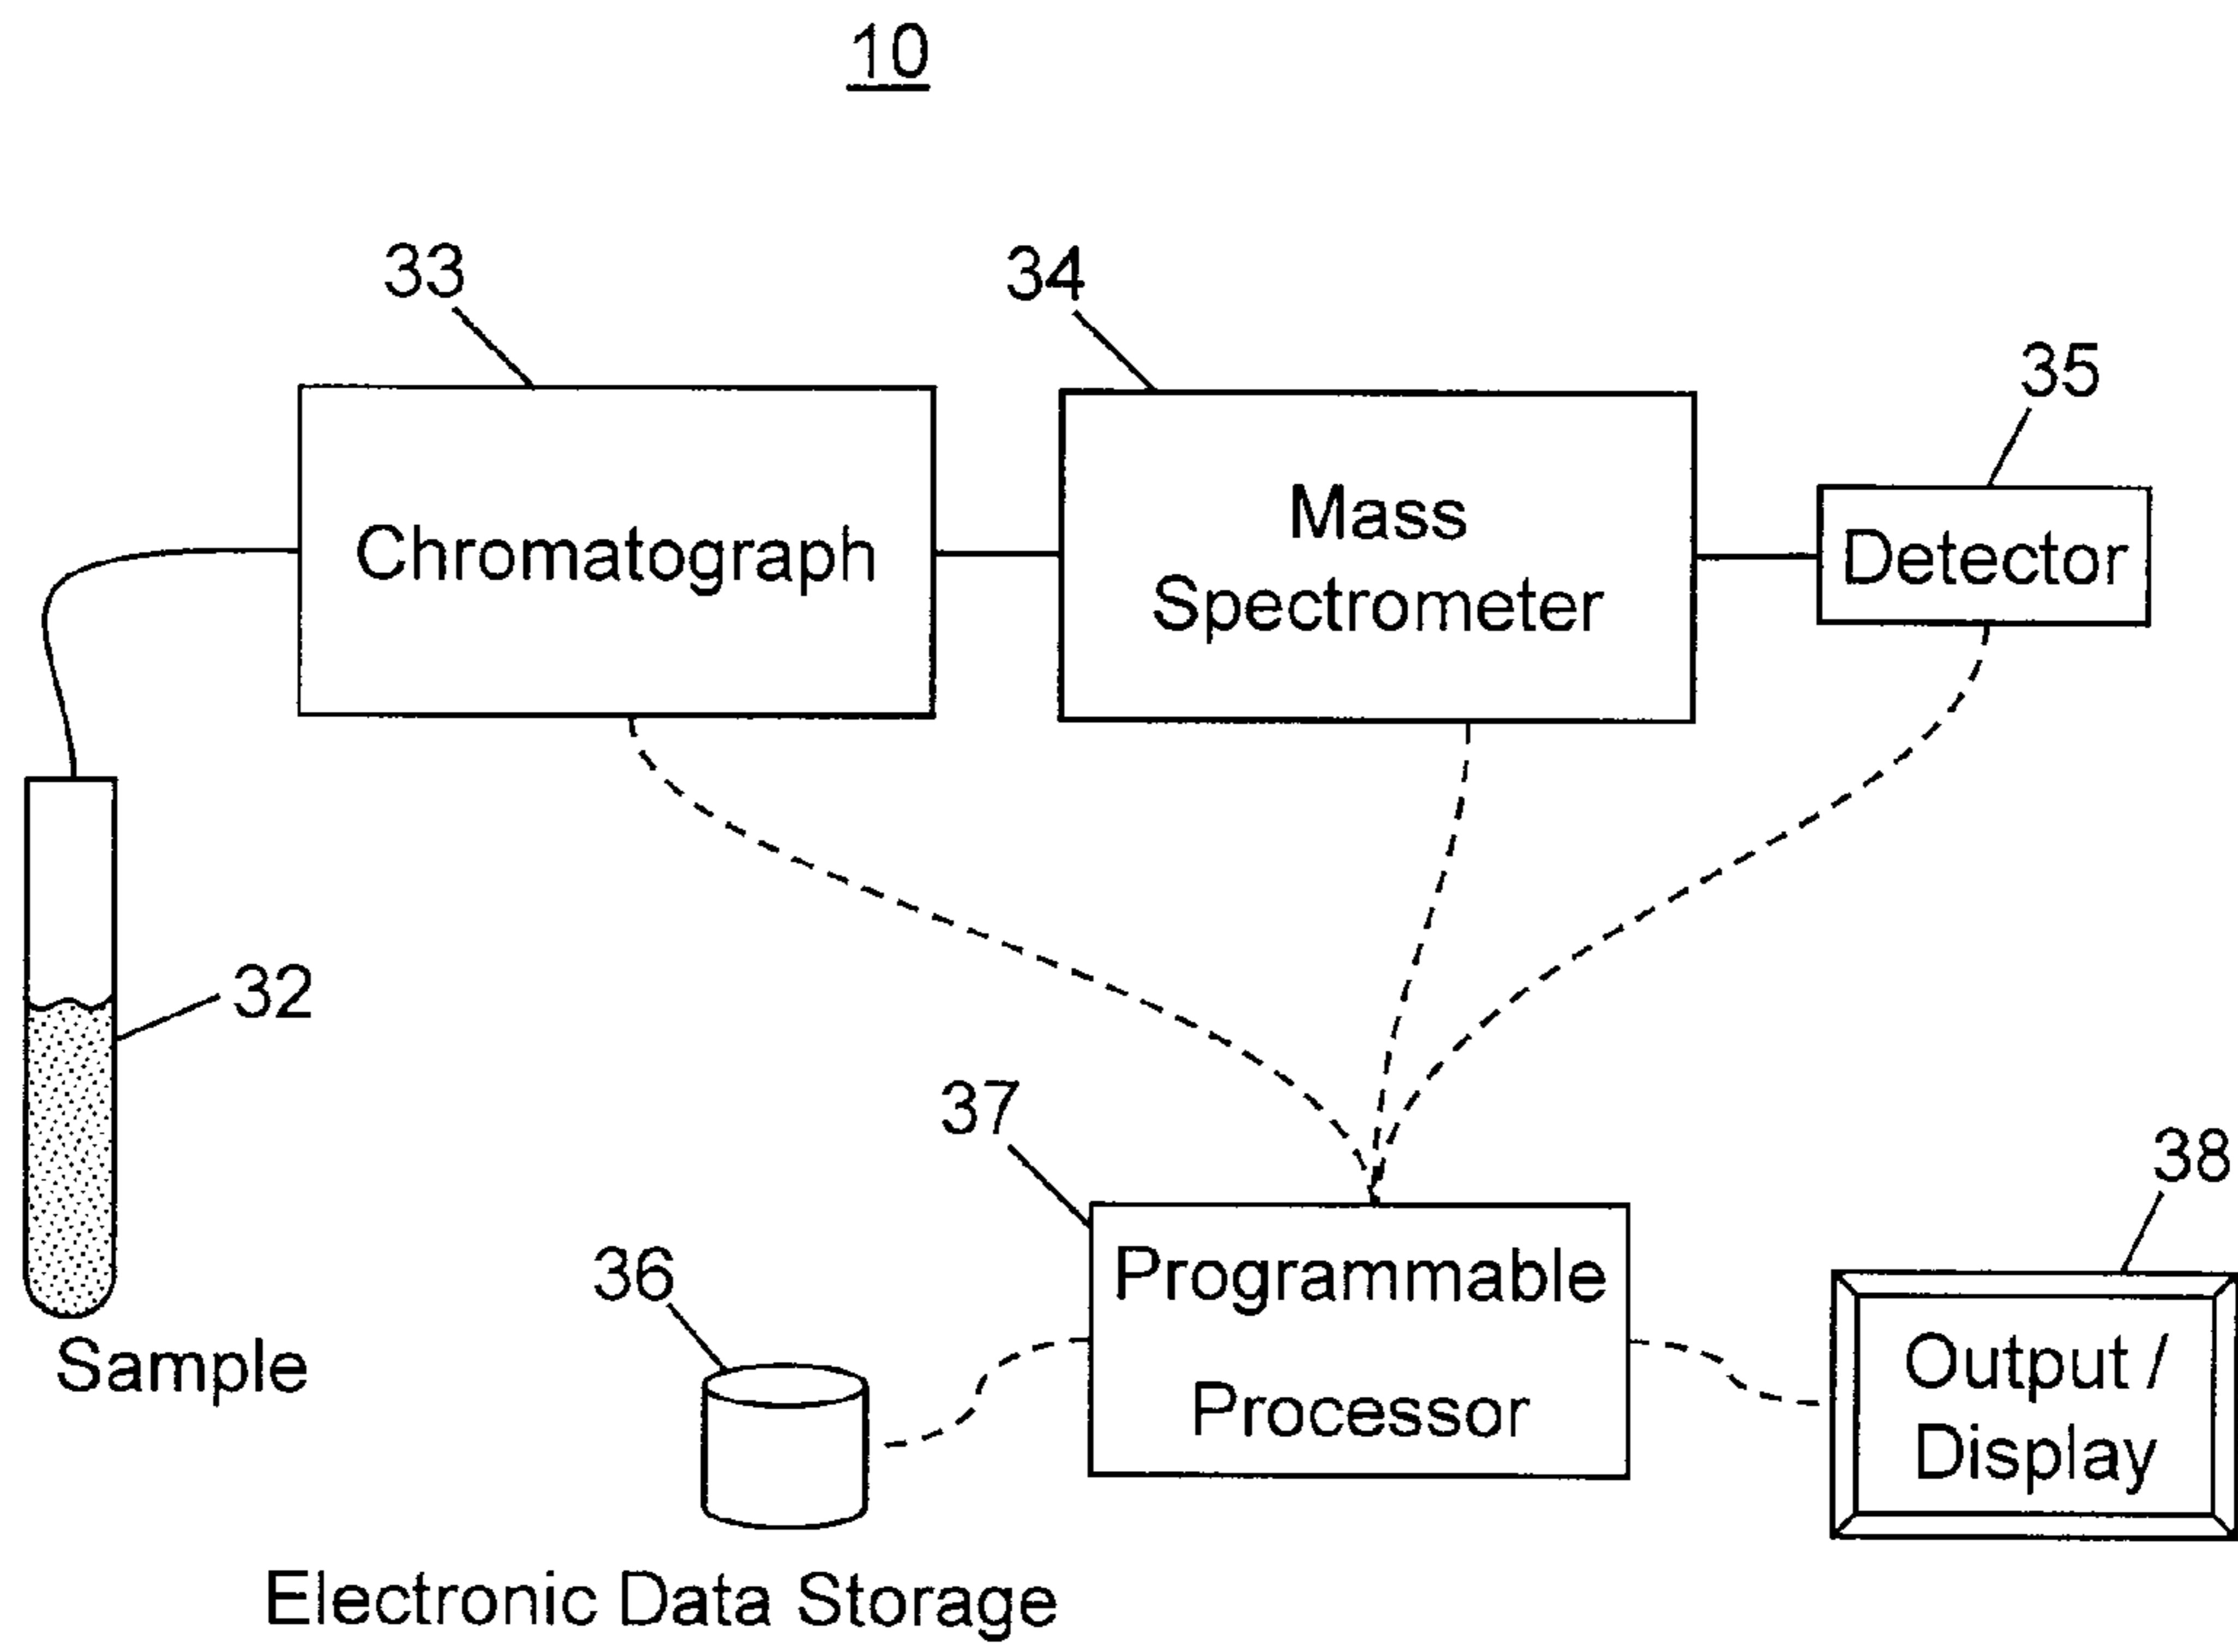 10
33
34
35
Chromatograph
Mass
Spectrometer
Detector
32
Sample
37
Programmable
Processor
36
Electronic Data Storage
38
Output /
Display